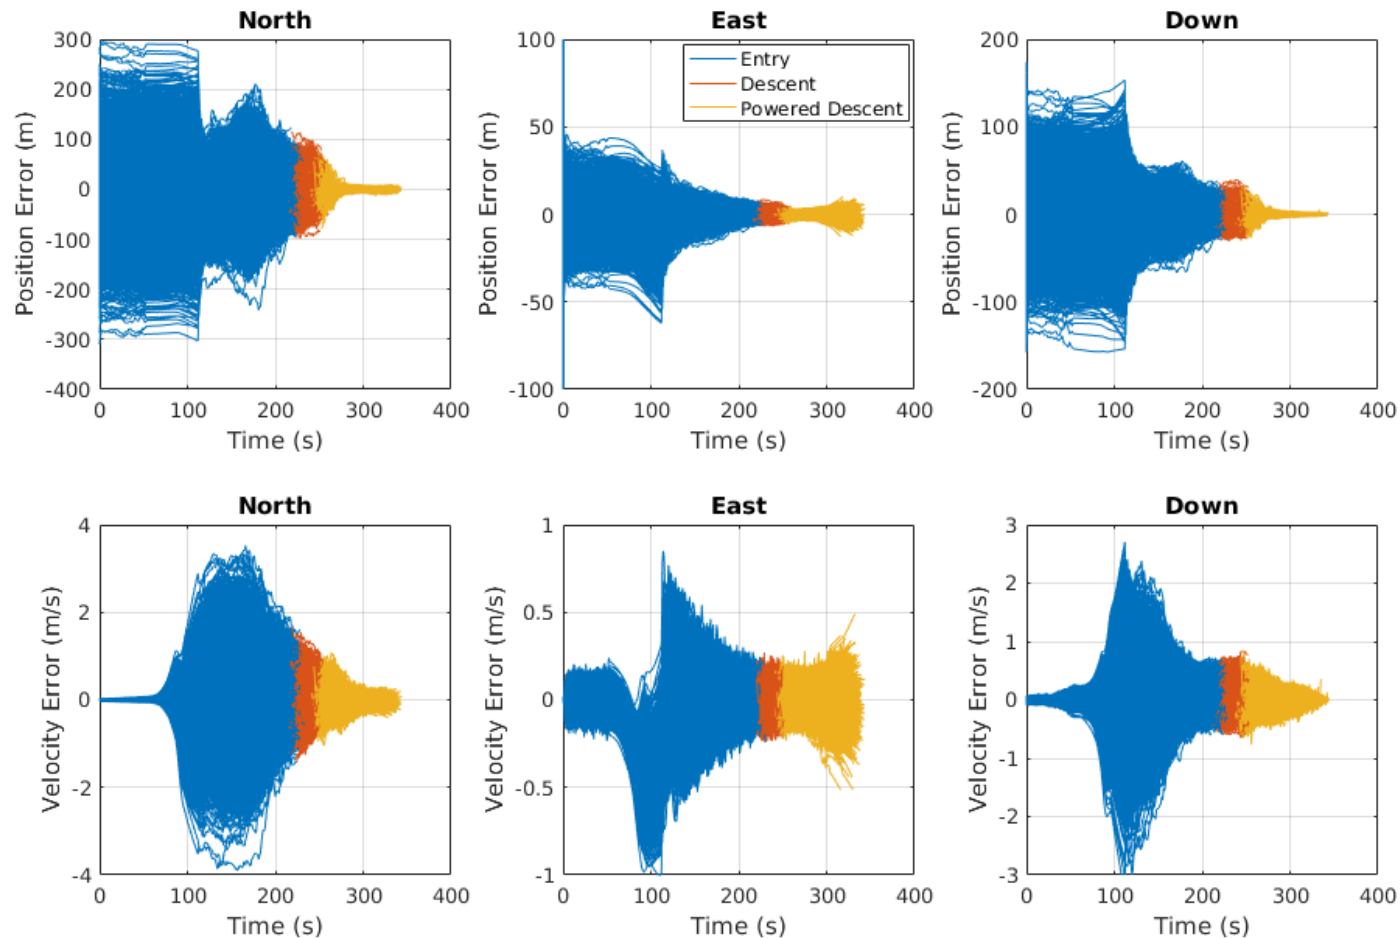 North
Position Error (m)
300
200
100
0
-100
-200
-300
-400
0 100 200 300 400
Time (s)
East
Position Error (m)
100
50
0
-50
-100
Entry
Descent
Powered Descent
0 100 200 300 400
Time (s)
Down
Position Error (m)
200
100
0
-100
-200
0 100 200 300 400
Time (s)
North
Velocity Error (m/s)
4
2
0
-2
-4
0 100 200 300 400
Time (s)
East
Velocity Error (m/s)
1
0.5
0
-0.5
-1
0 100 200 300 400
Time (s)
Down
Velocity Error (m/s)
3
2
1
0
-1
-2
-3
0 100 200 300 400
Time (s)